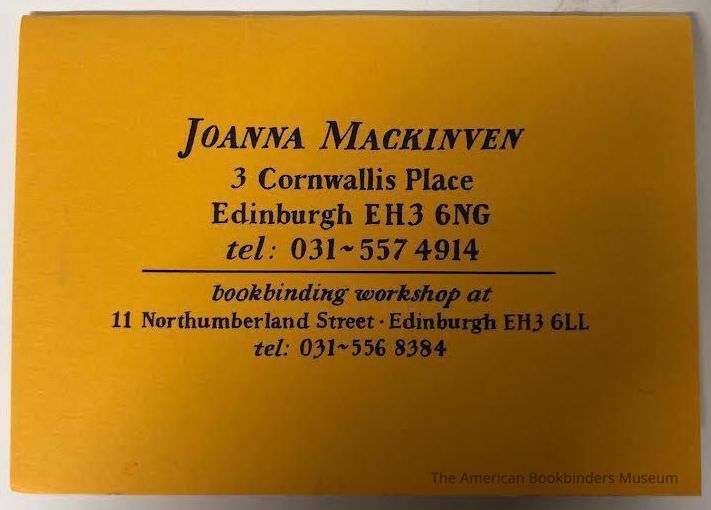 JOANNA MACKINVEN
3 Cornwallis Place
Edinburgh EH3 6NG
tel: 031~557 4914
bookbinding workshop at
11 Northumberland Street · Edinburgh EH3 6LL
tel: 031~556 8384
The American Bookbinders Museum